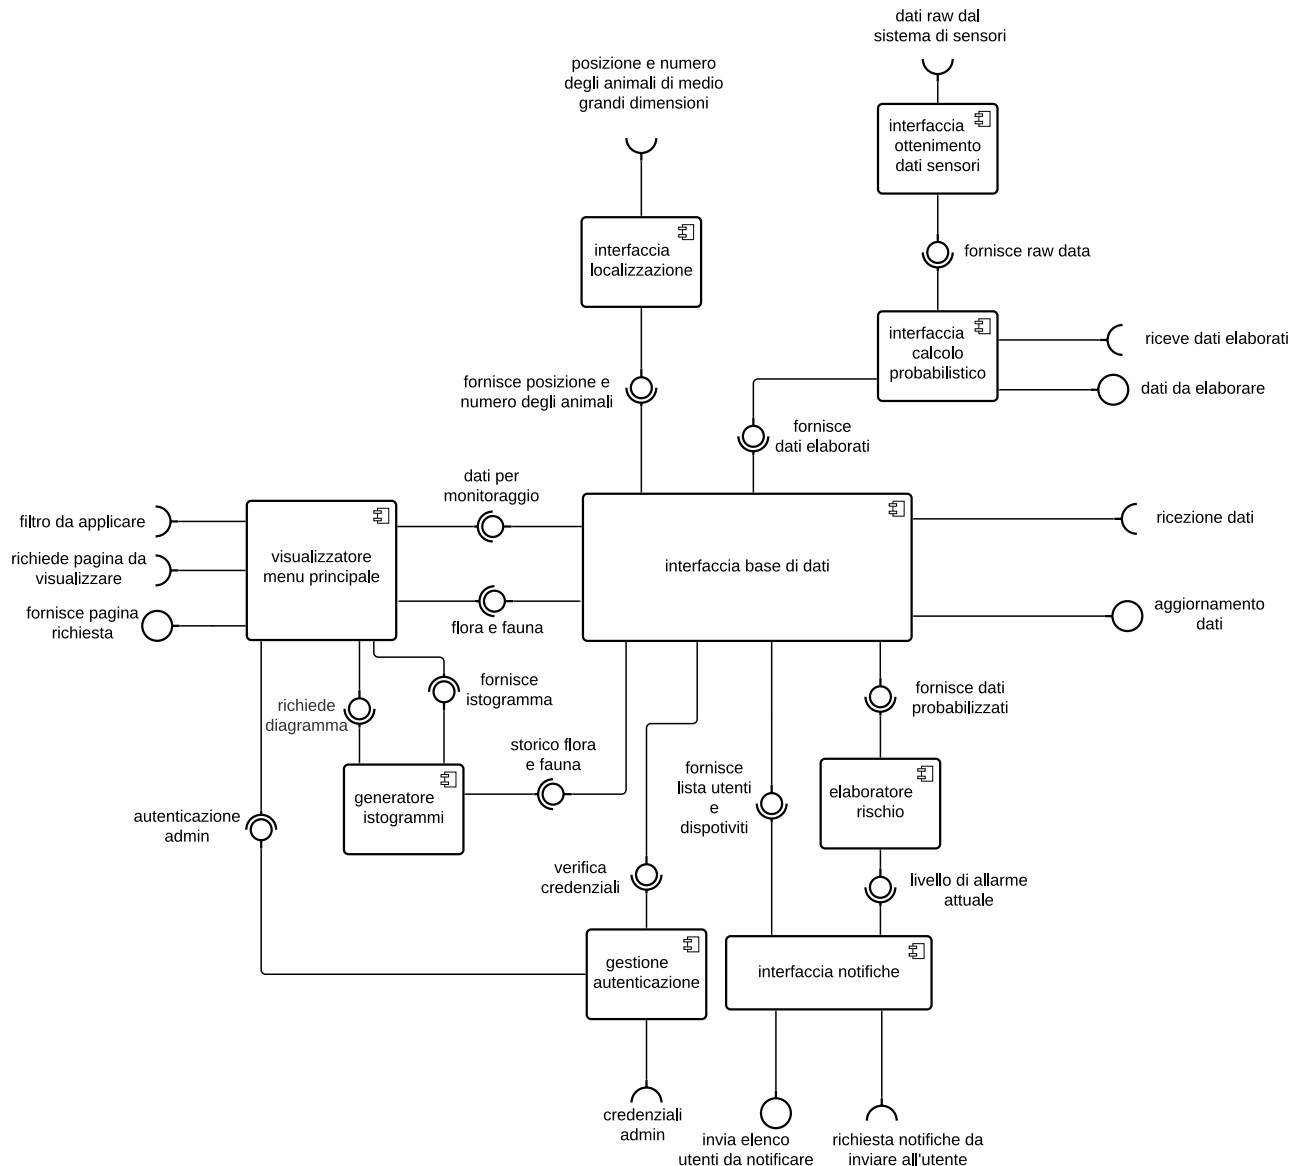 dati raw dal
sistema di sensori
posizione e numero
degli animali di medio
grandi dimensioni
interfaccia
ottenimento
dati sensori
interfaccia
localizzazione
fornisce raw data
interfaccia
calcolo
probabilistico
riceve dati elaborati
dati da elaborare
fornisce posizione e
numero degli animali
fornisce
dati elaborati
dati per
monitoraggio
filtro da applicare
richiede pagina da
visualizzare
fornisce pagina
richiesta
visualizzatore
menu principale
interfaccia base di dati
ricezione dati
aggiornamento
dati
flora e fauna
richiede
diagramma
fornisce
istogramma
fornisce dati
probabilizzati
storico flora
e fauna
generatore
istogrammi
fornisce
lista utenti
e
dispotiviti
elaboratore
rischio
autenticazione
admin
verifica
credenziali
livello di allarme
attuale
gestione
autenticazione
interfaccia notifiche
credenziali
admin
invia elenco
utenti da notificare
richiesta notifiche da
inviare all'utente